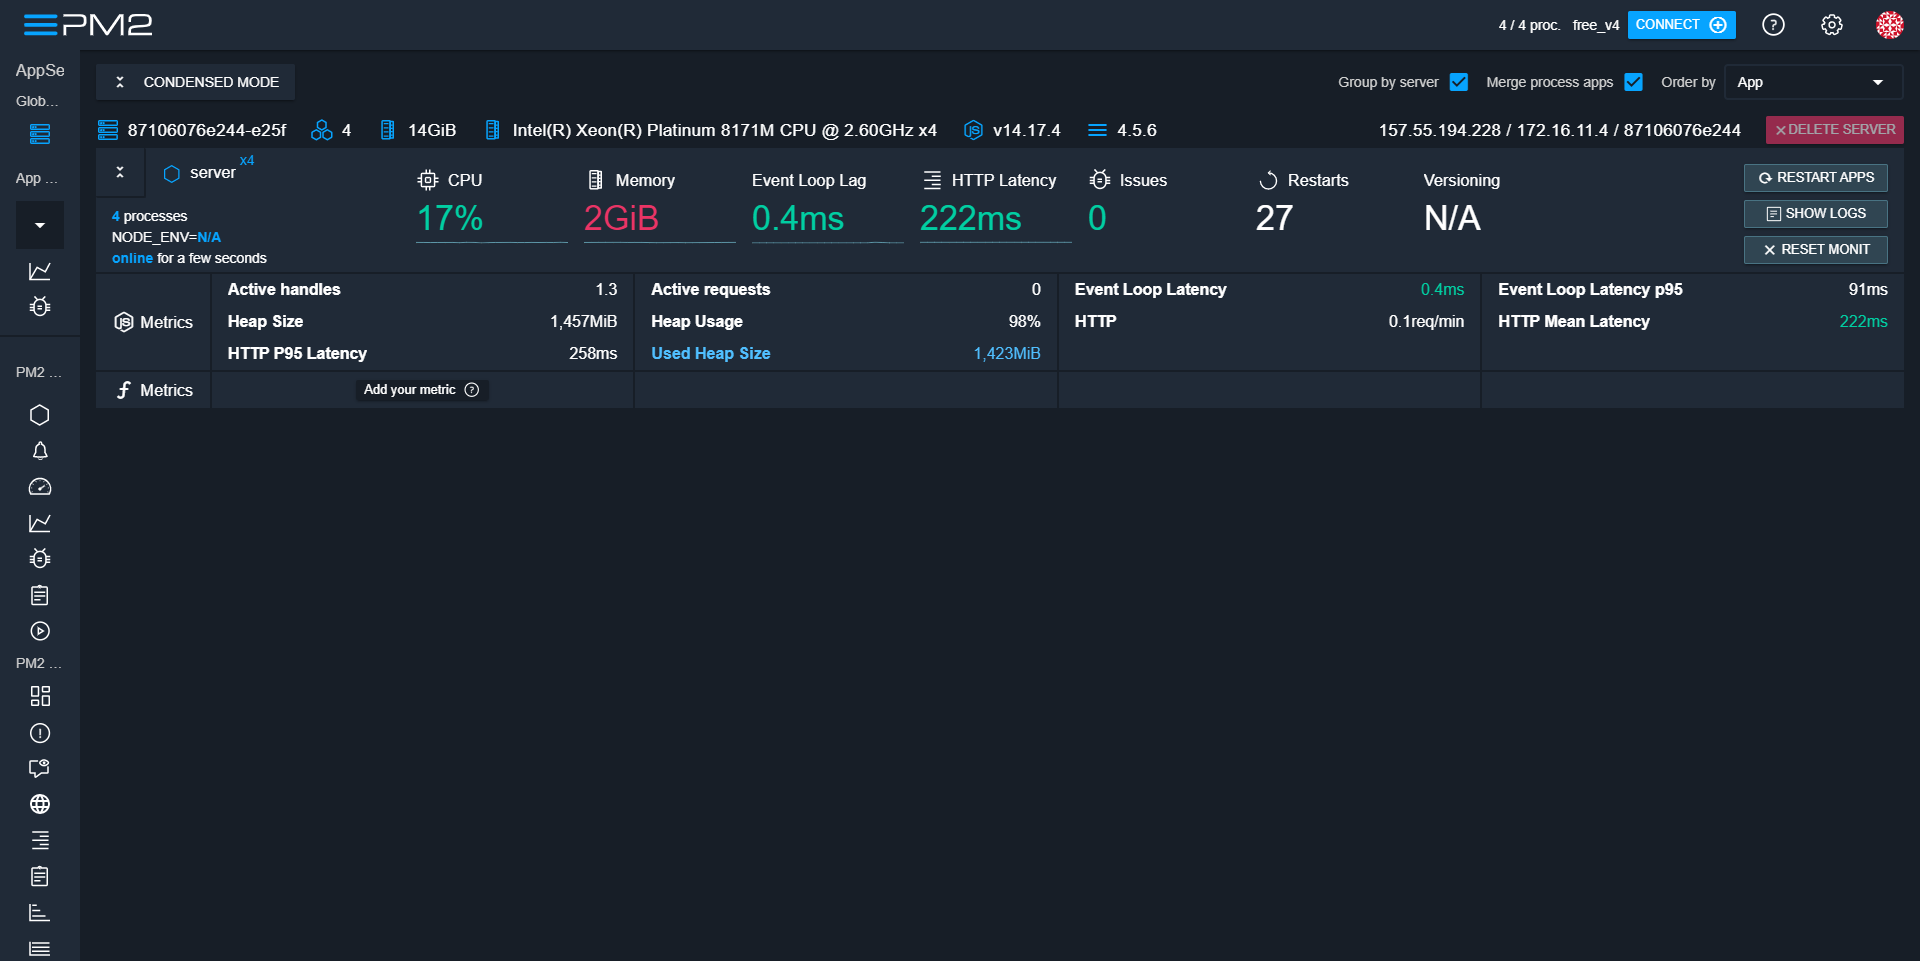 PM2
4 / 4 proc. free_v4 CONNECT
AppSe
Glob...
App ...
PM2 ...
PM2 ...
CONDENSED MODE
Group by server Merge process apps Order by App
87106076e244-e25f 4 14GiB Intel(R) Xeon(R) Platinum 8171M CPU @ 2.60GHz x4 v14.17.4 4.5.6 157.55.194.228 / 172.16.11.4 / 87106076e244 DELETE SERVER
server x4
4 processes
NODE_ENV=N/A
online for a few seconds
CPU
17%
Memory
2GiB
Event Loop Lag
0.4ms
HTTP Latency
222ms
Issues
0
Restarts
27
Versioning
N/A
RESTART APPS
SHOW LOGS
RESET MONIT
Metrics
Active handles 1.3
Heap Size 1,457MiB
HTTP P95 Latency 258ms
Active requests 0
Heap Usage 98%
Used Heap Size 1,423MiB
Event Loop Latency 0.4ms
HTTP 0.1req/min
Event Loop Latency p95 91ms
HTTP Mean Latency 222ms
Metrics
Add your metric